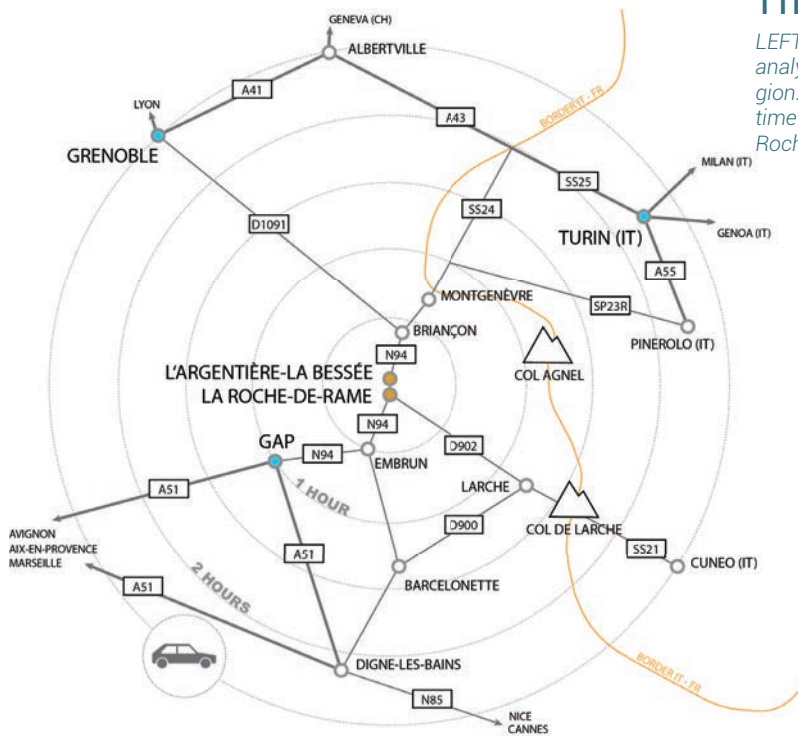 GENEVA (CH)
ALBERTVILLE
LEFT
analy
gion.
time
Roch
A41
LYON
A43
BORDER IT - FR
GRENOBLE
MILAN (IT)
SS25
SS24
D1091
TURIN (IT)
GENOA (IT)
A55
MONTGENÈVRE
SP23R
BRIANÇON
PINEROLO (IT)
N94
L'ARGENTIÈRE-LA BESSÉE
COL AGNEL
LA ROCHE-DE-RAME
N94
GAP
D902
N94
EMBRUN
A51
1 HOUR
LARCHE
D900
COL DE LARCHE
AVIGNON
AIX-EN-PROVENCE
MARSEILLE
A51
SS21
2 HOURS
CUNEO (IT)
A51
BARCELONETTE
DIGNE-LES-BAINS
BORDER IT - FR
N85
NICE
CANNES